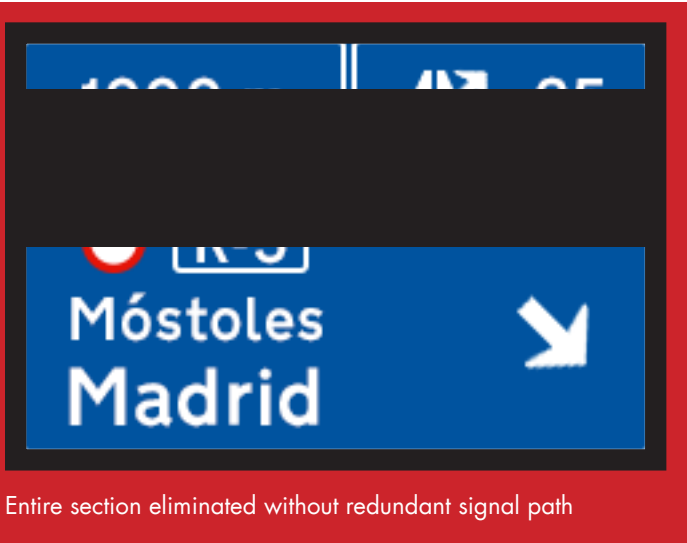 Móstoles
Madrid
Entire section eliminated without redundant signal path